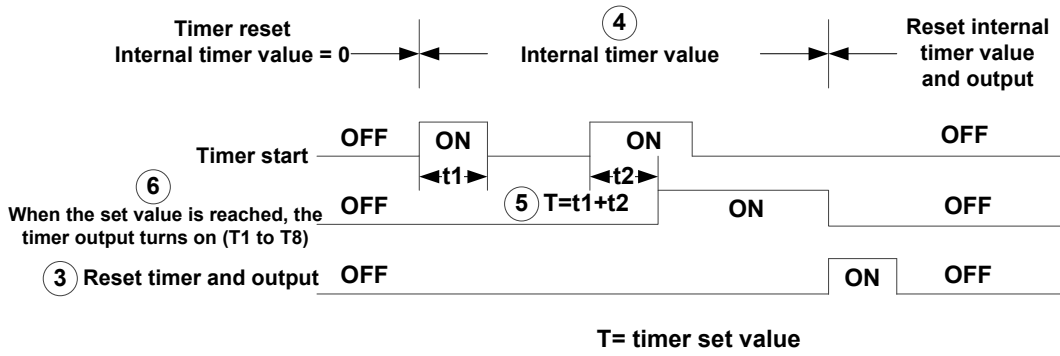 Timer reset
Internal timer value = 0
4
Internal timer value
Reset internal
timer value
and output
Timer start
OFF
ON
ON
OFF
t1
t2
6
When the set value is reached, the
timer output turns on (T1 to T8)
OFF
5 T=t1+t2
ON
OFF
3 Reset timer and output
OFF
ON
OFF
T= timer set value